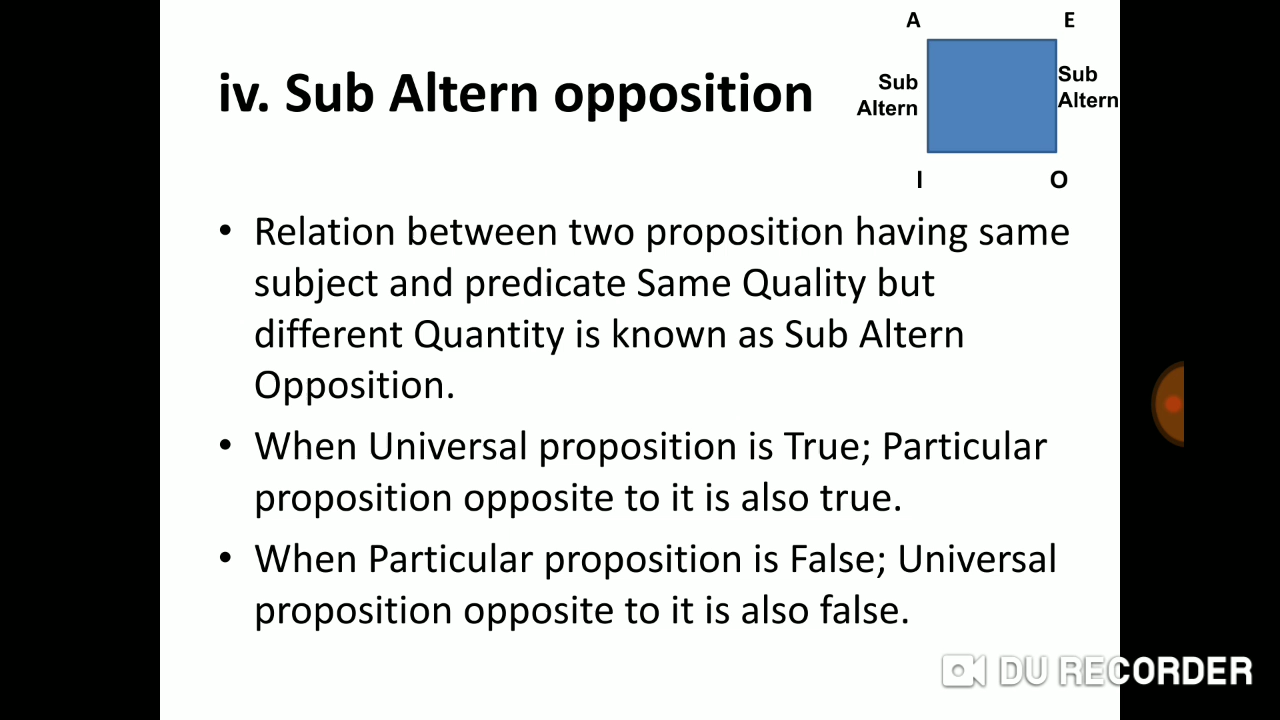 A E
iv. Sub Altern opposition
Sub
Altern
Sub
Altern
I O
• Relation between two proposition having same
subject and predicate Same Quality but
different Quantity is known as Sub Altern
Opposition.
• When Universal proposition is True; Particular
proposition opposite to it is also true.
• When Particular proposition is False; Universal
proposition opposite to it is also false.
DU RECORDER